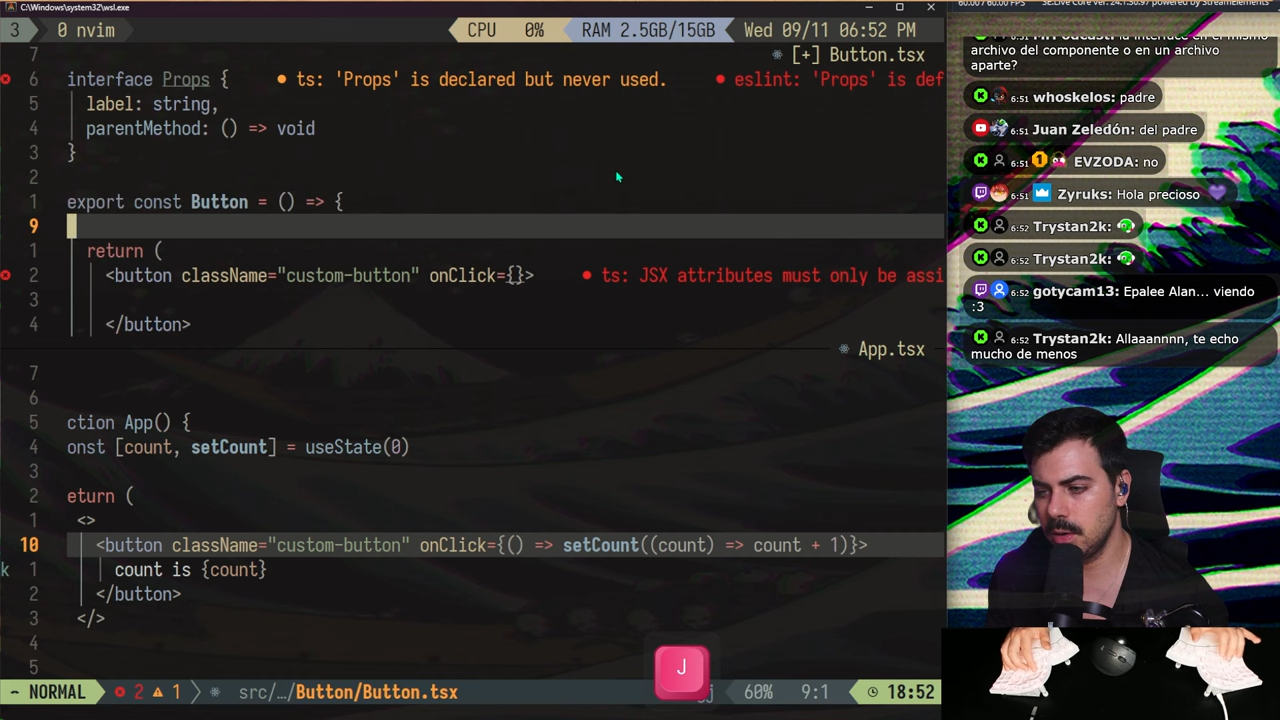 C:\Windows\system32\wsl.exe
3 0 nvim CPU 0% RAM 2.5GB/15GB Wed 09/11 06:52 PM
7 [+] Button.tsx
6 interface Props { ● ts: 'Props' is declared but never used. ● eslint: 'Props' is def
5 label: string,
4 parentMethod: () => void
3 }
2
1 export const Button = () => {
9
1 return (
2 <button className="custom-button" onClick={}> ● ts: JSX attributes must only be assi
3
4 </button>
App.tsx
7
6
5 ction App() {
4 onst [count, setCount] = useState(0)
3
2 eturn (
1 <>
10 <button className="custom-button" onClick={() => setCount((count) => count + 1)}>
k 1 count is {count}
2 </button>
3 </>
4
5
J
NORMAL 2 1 src/…/Button/Button.tsx 60% 9:1 18:52
60.00 / 60.00 FPS
archivo del componente o en un archivo
aparte?
6:51 whoskelos: padre
6:51 Juan Zeledón: del padre
6:51 1 EVZODA: no
6:51 Zyruks: Hola precioso
6:52 Trystan2k:
6:52 Trystan2k:
6:52 gotycam13: Epalee Alan... viendo
:3
6:52 Trystan2k: Allaaannnn, te echo
mucho de menos